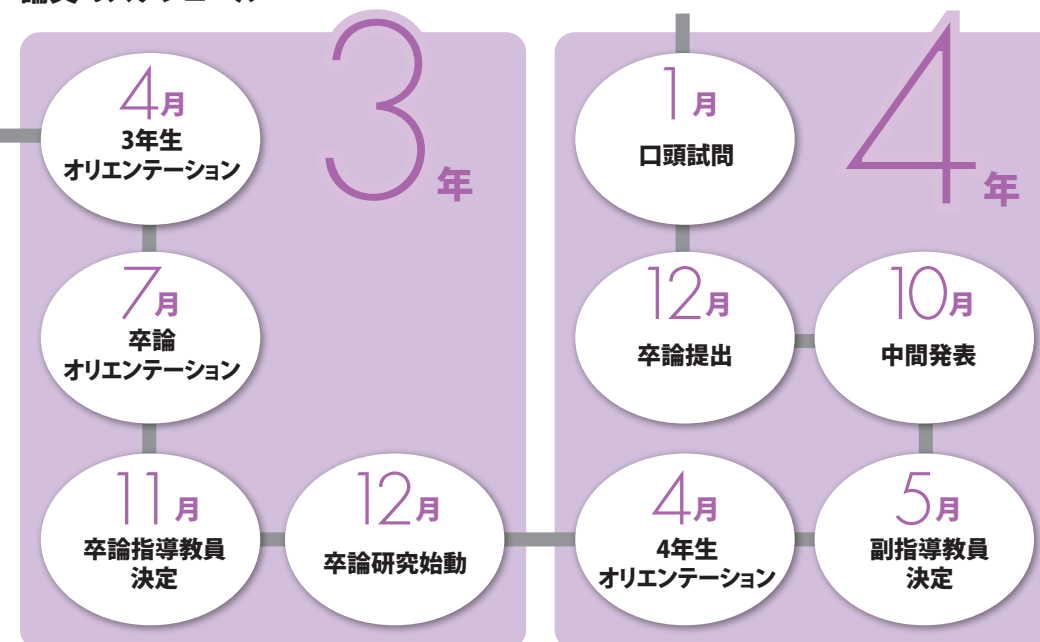 3年
4月
3年生
オリエンテーション
7月
卒論
オリエンテーション
11月
卒論指導教員
決定
12月
卒論研究始動
4年
4月
4年生
オリエンテーション
5月
副指導教員
決定
10月
中間発表
12月
卒論提出
1月
口頭試問